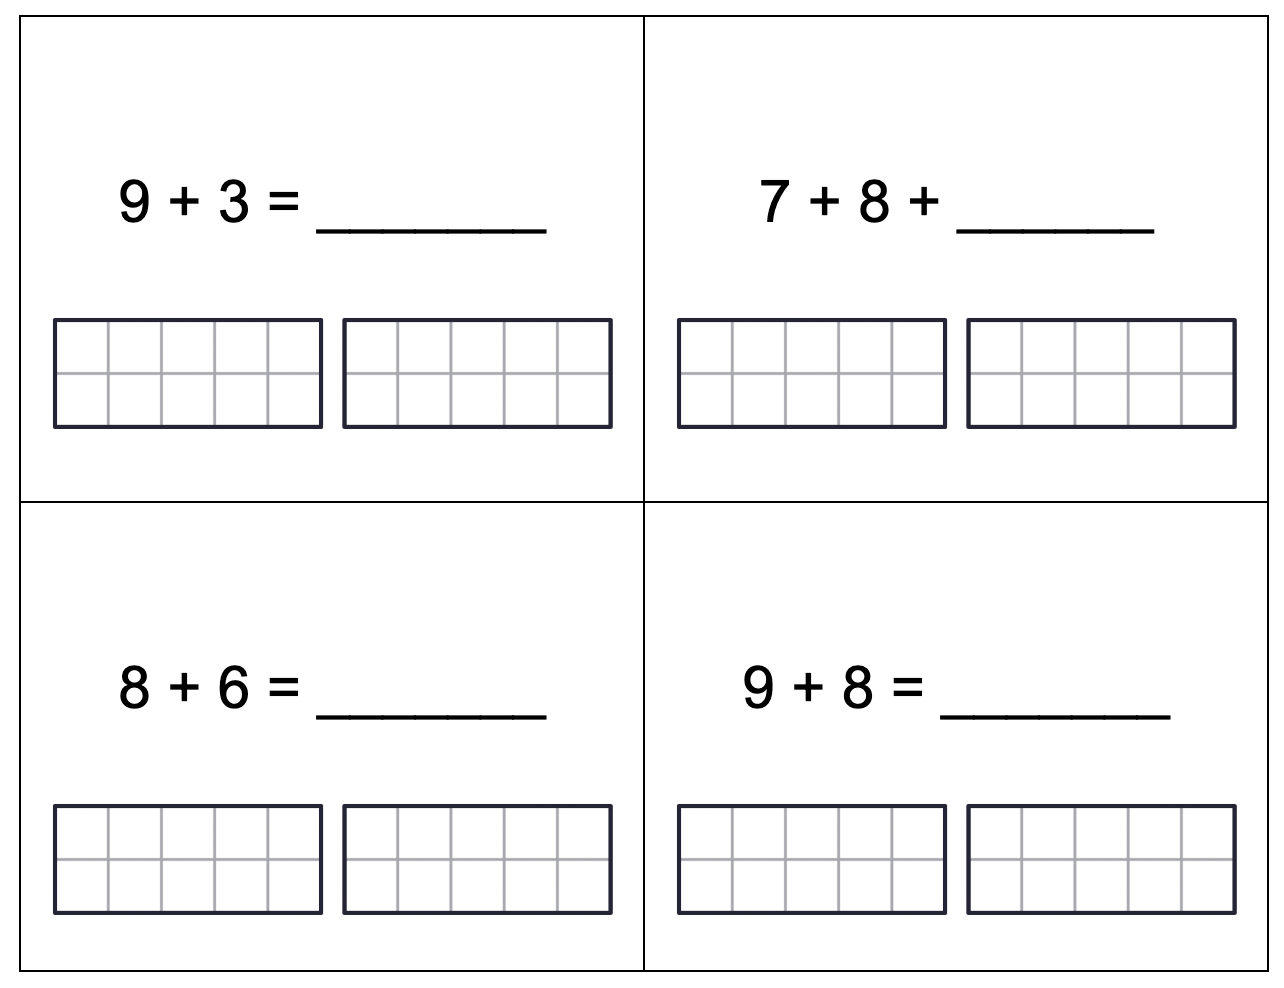 9 + 3 = _______
7 + 8 + ______
8 + 6 = _______
9 + 8 = _______